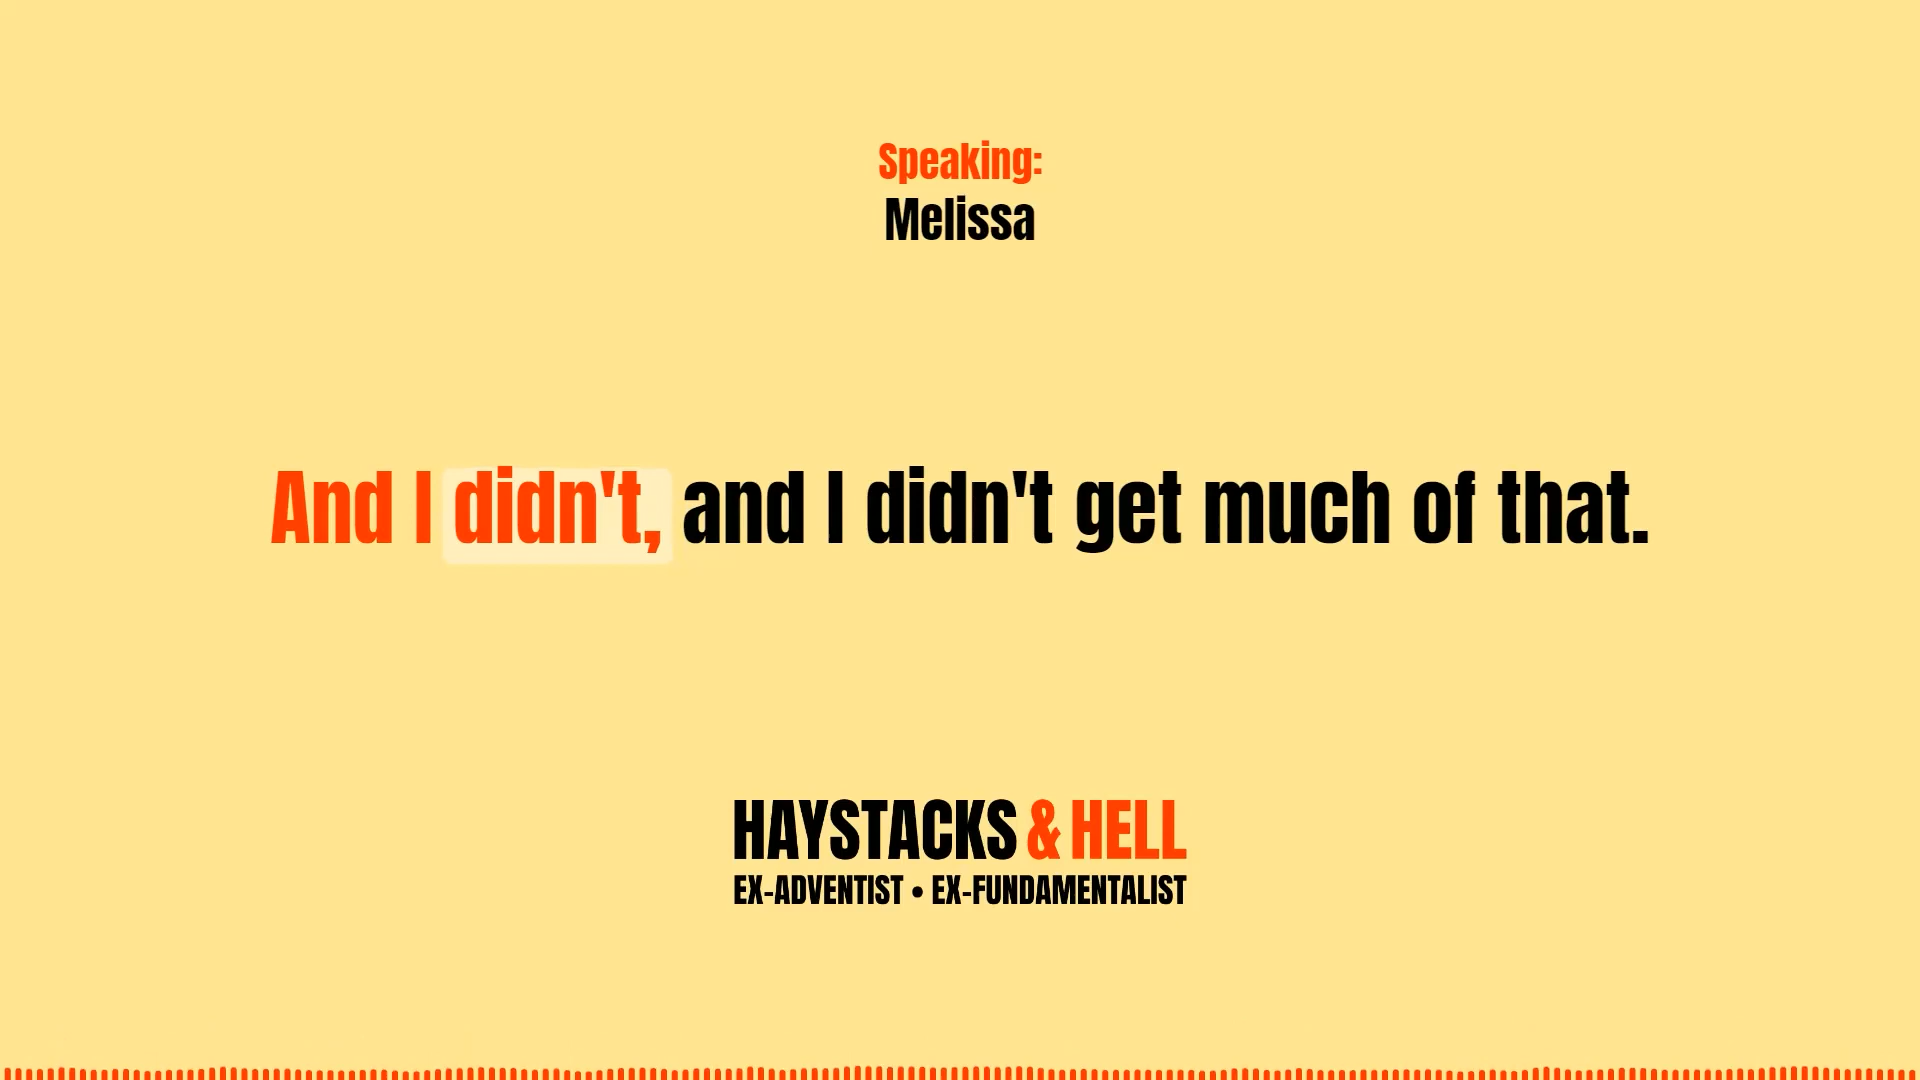 Speaking:
Melissa
And I didn't, and I didn't get much of that.
HAYSTACKS & HELL
EX-ADVENTIST • EX-FUNDAMENTALIST